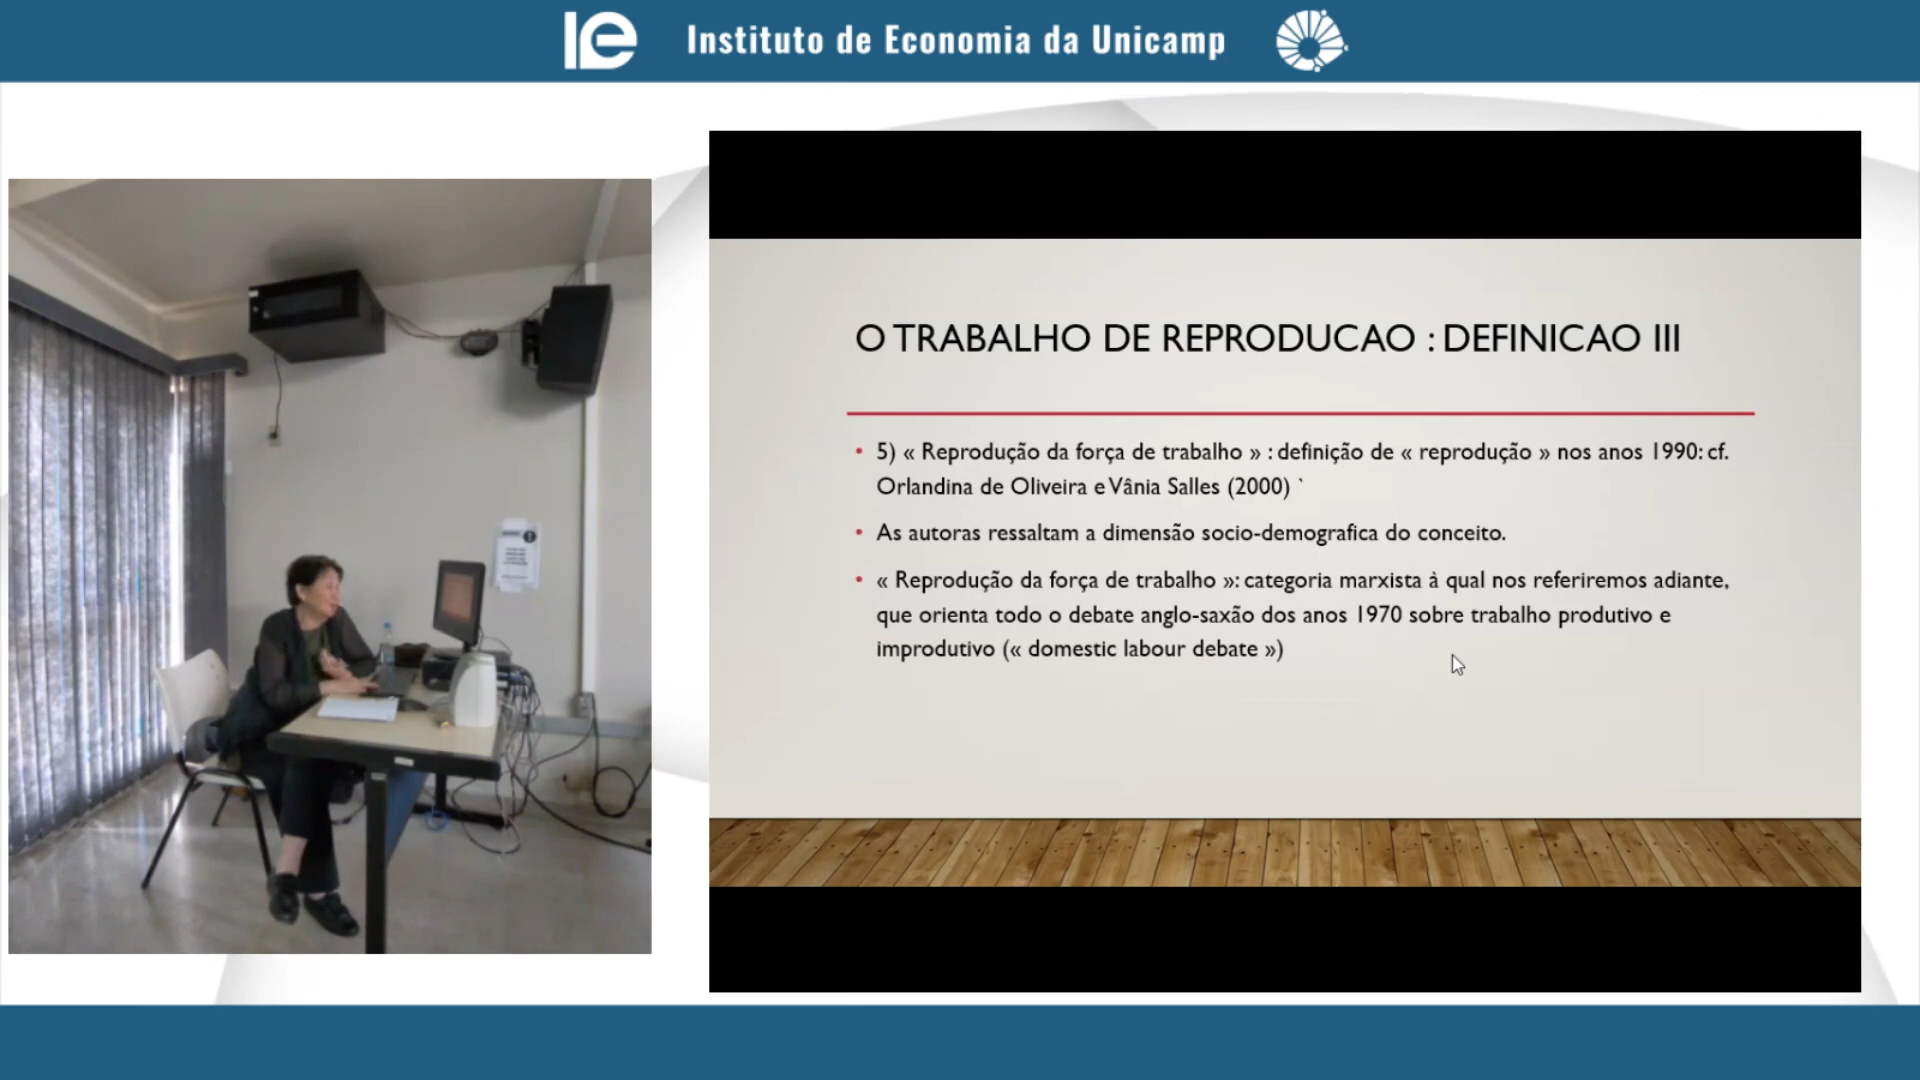 Instituto de Economia da Unicamp
O TRABALHO DE REPRODUCAO : DEFINICAO III
• 5) « Reprodução da força de trabalho » : definição de « reprodução » nos anos 1990: cf.
Orlandina de Oliveira e Vânia Salles (2000) `
• As autoras ressaltam a dimensão socio-demografica do conceito.
• « Reprodução da força de trabalho »: categoria marxista à qual nos referiremos adiante,
que orienta todo o debate anglo-saxão dos anos 1970 sobre trabalho produtivo e
improdutivo (« domestic labour debate »)